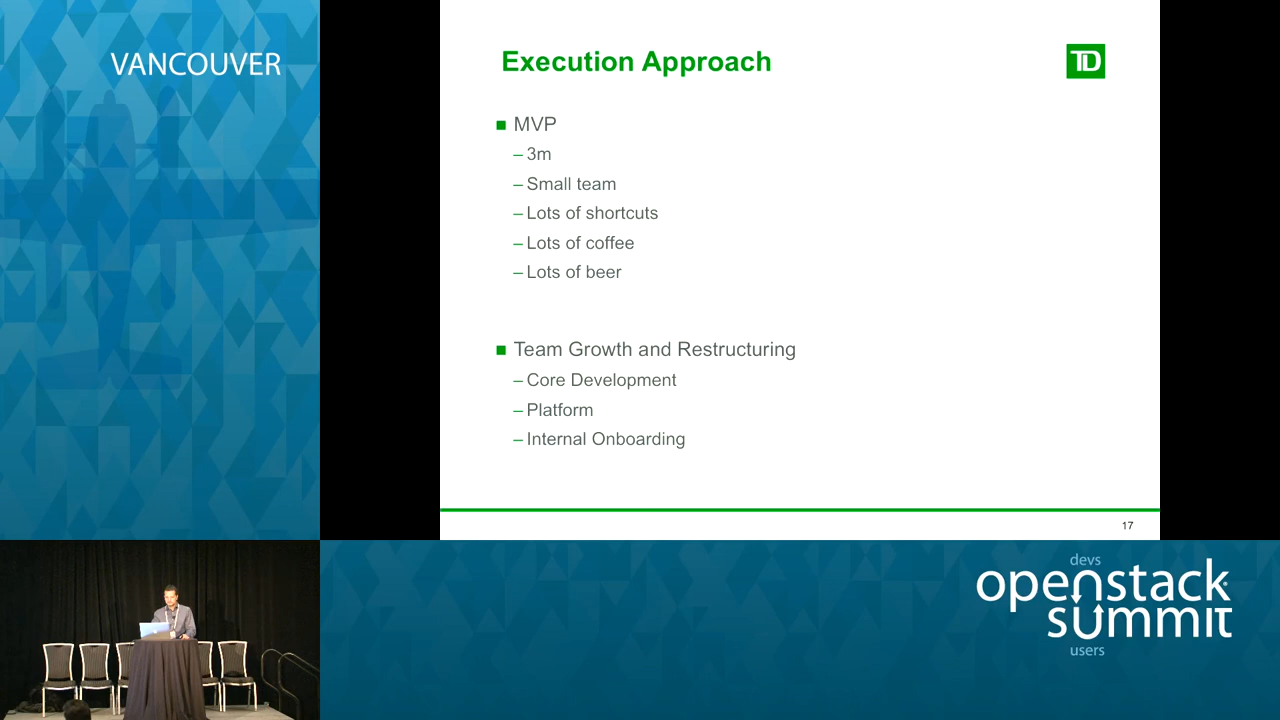 VANCOUVER
Execution Approach
TD
■ MVP
– 3m
– Small team
– Lots of shortcuts
– Lots of coffee
– Lots of beer
■ Team Growth and Restructuring
– Core Development
– Platform
– Internal Onboarding
17
devs
openstack
summit
users